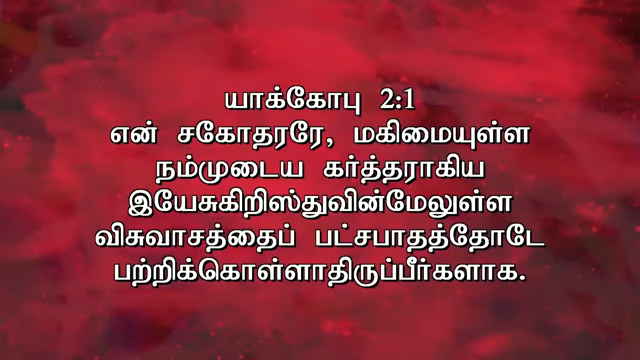 யாக்கோபு 2:1
என் சகோதரரே, மகிமையுள்ள
நம்முடைய கர்த்தராகிய
இயேசுகிறிஸ்துவின்மேலுள்ள
விசுவாசத்தைப் பட்சபாதத்தோடே
பற்றிக்கொள்ளாதிருப்பீர்களாக.